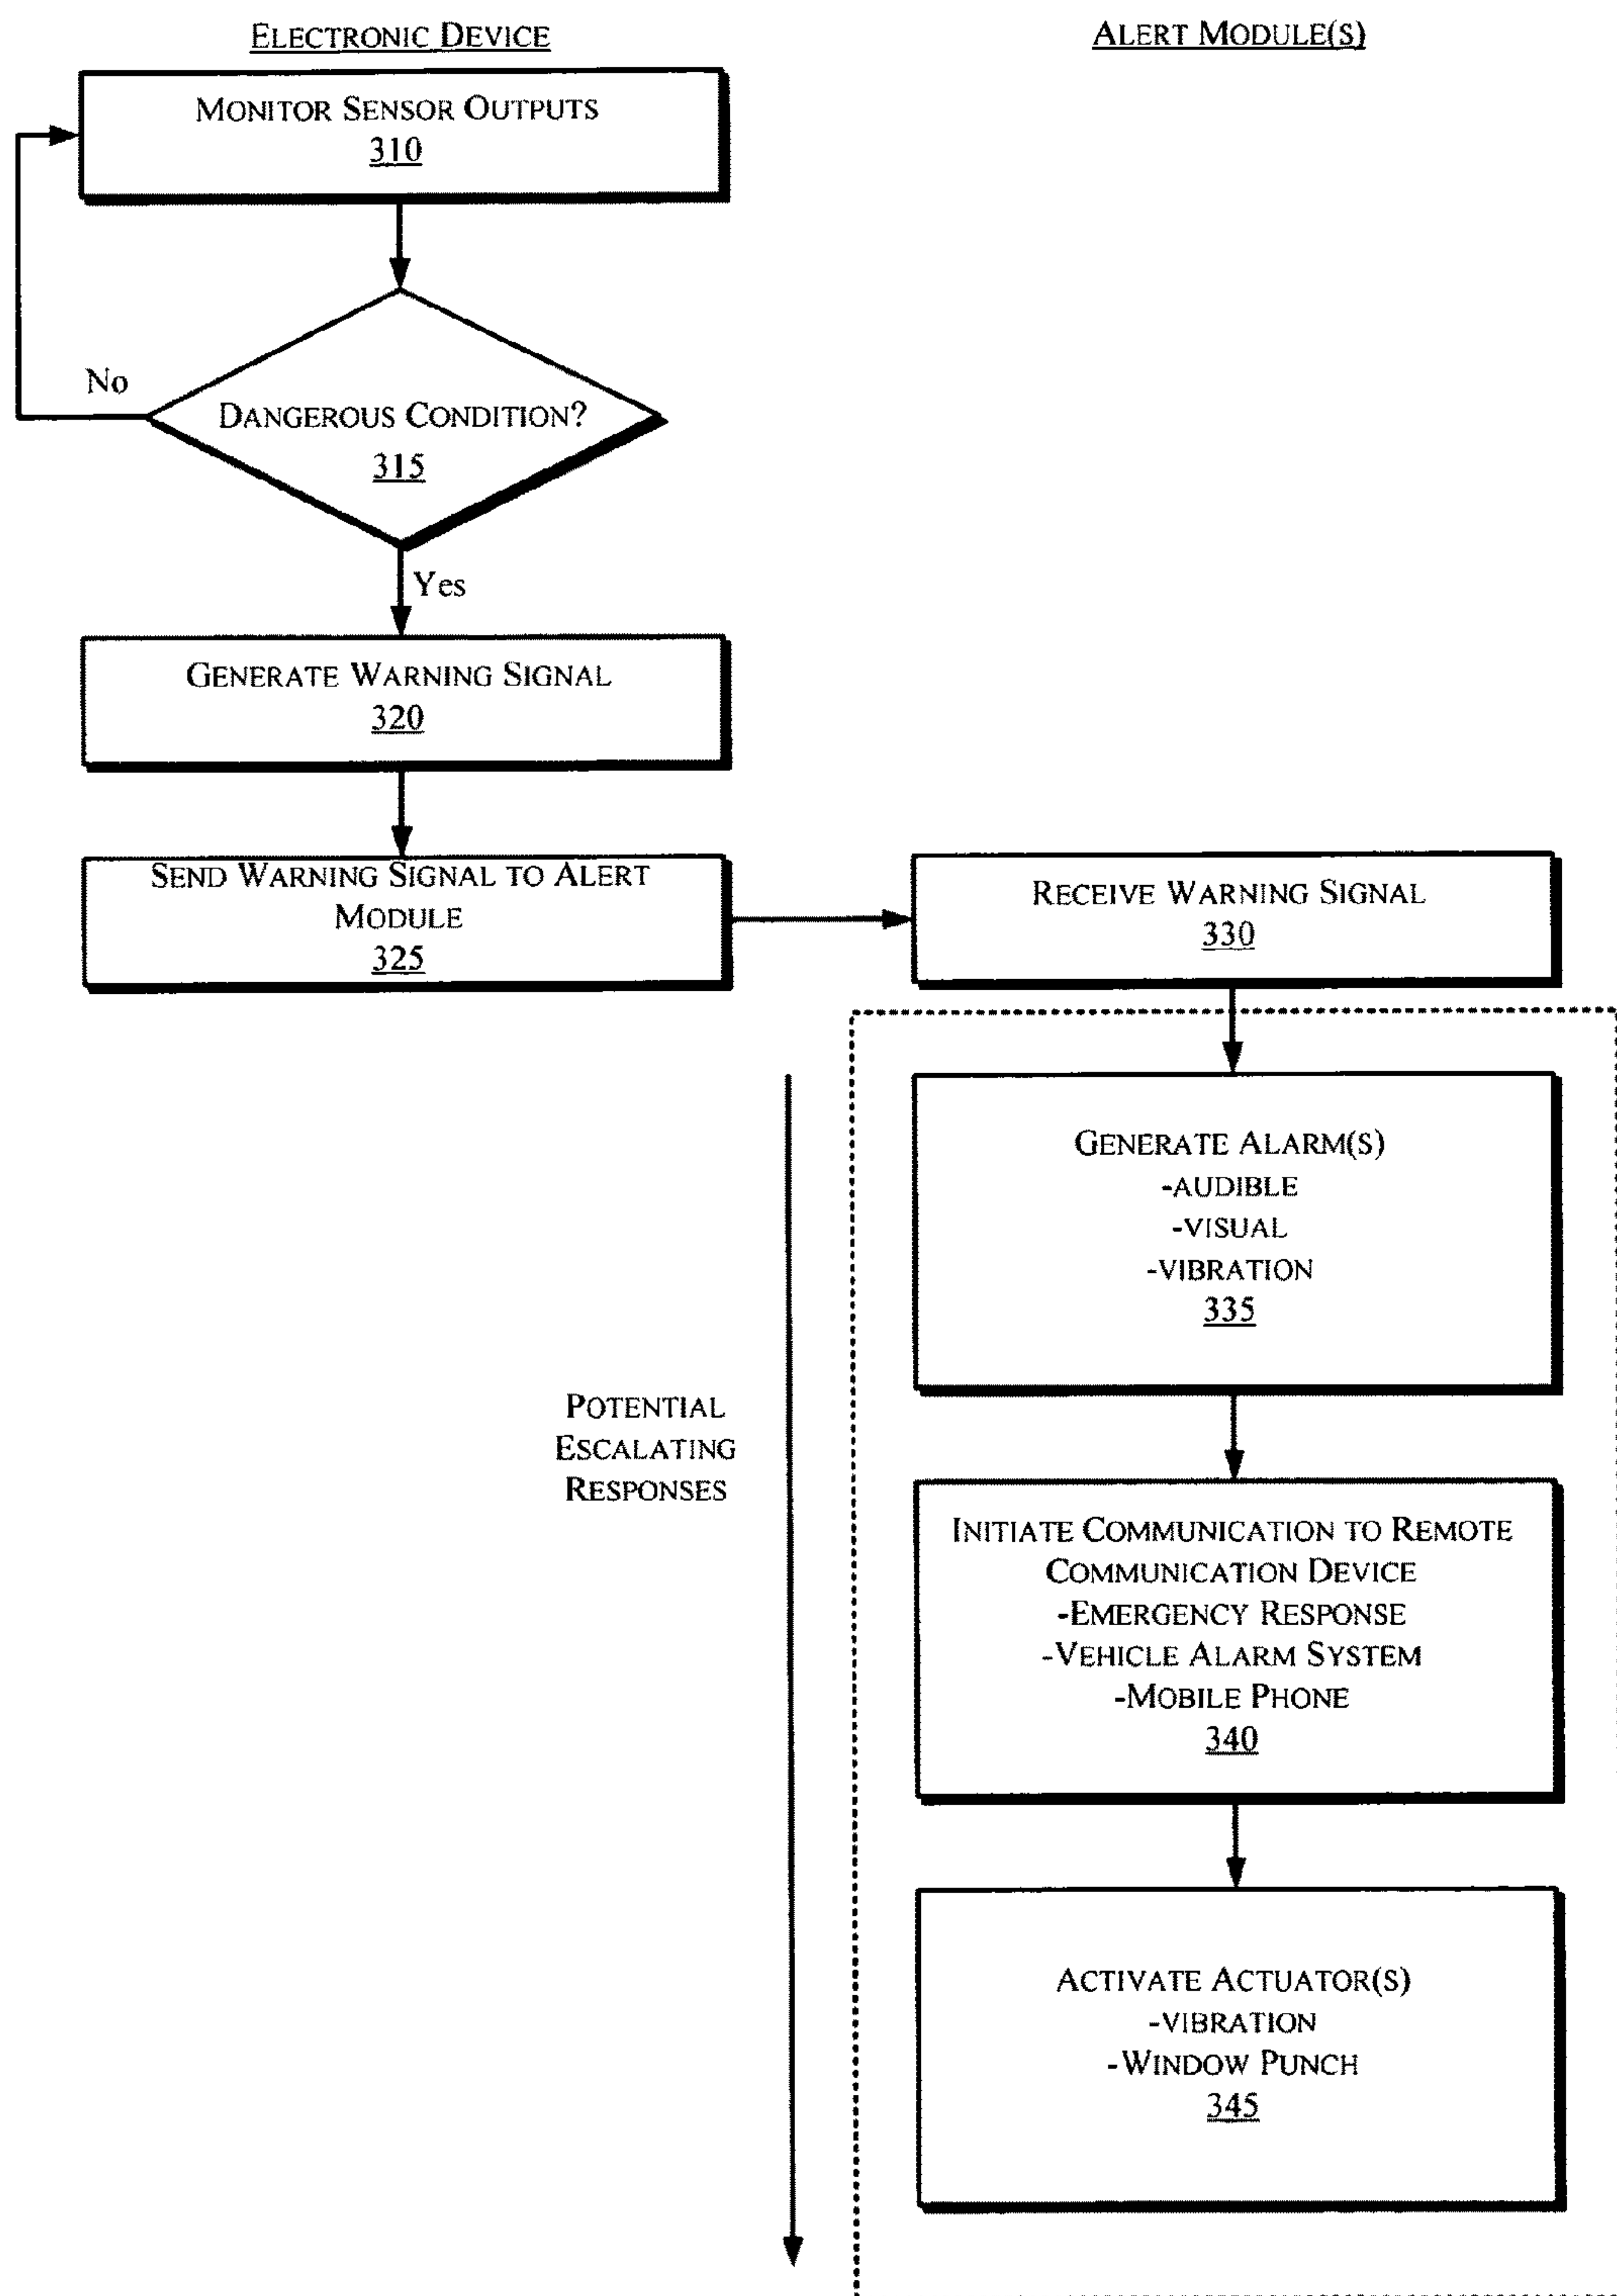 ELECTRONIC DEVICE
MONITOR SENSOR OUTPUTS
310
No
DANGEROUS CONDITION?
315
Yes
GENERATE WARNING SIGNAL
320
SEND WARNING SIGNAL TO ALERT
MODULE
325
ALERT MODULE(S)
RECEIVE WARNING SIGNAL
330
POTENTIAL
ESCALATING
RESPONSES
GENERATE ALARM(S)
-AUDIBLE
-VISUAL
-VIBRATION
335
INITIATE COMMUNICATION TO REMOTE
COMMUNICATION DEVICE
-EMERGENCY RESPONSE
-VEHICLE ALARM SYSTEM
-MOBILE PHONE
340
ACTIVATE ACTUATOR(S)
-VIBRATION
-WINDOW PUNCH
345